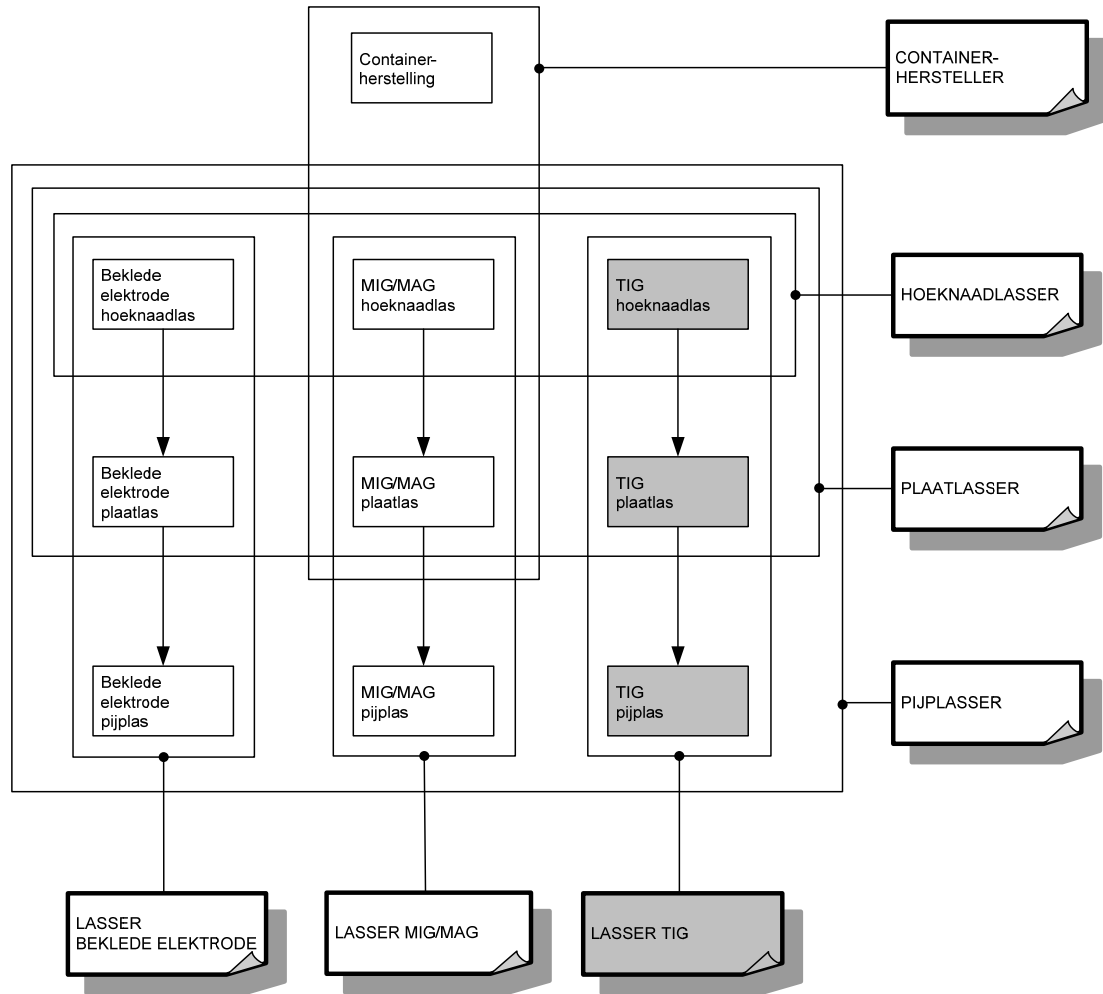 Container-
herstelling
CONTAINER-
HERSTELLER
Beklede
elektrode
hoeknaadlas
MIG/MAG
hoeknaadlas
TIG
hoeknaadlas
HOEKNAADLASSER
Beklede
elektrode
plaatlas
MIG/MAG
plaatlas
TIG
plaatlas
PLAATLASSER
Beklede
elektrode
pijplas
MIG/MAG
pijplas
TIG
pijplas
PIJPLASSER
LASSER
BEKLEDE ELEKTRODE
LASSER MIG/MAG
LASSER TIG